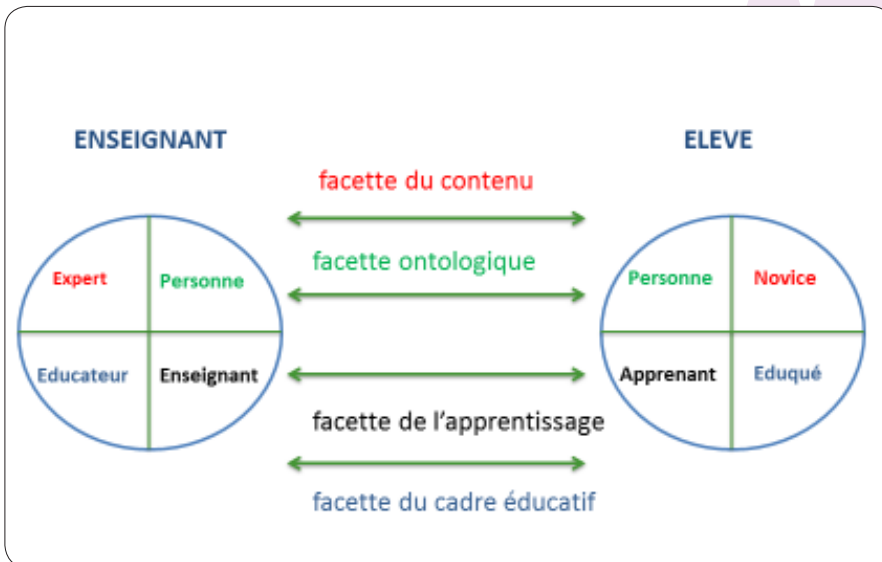 ENSEIGNANT
ELEVE
facette du contenu
facette ontologique
Expert
Personne
Personne
Novice
Educateur
Enseignant
Apprenant
Eduqué
facette de l'apprentissage
facette du cadre éducatif